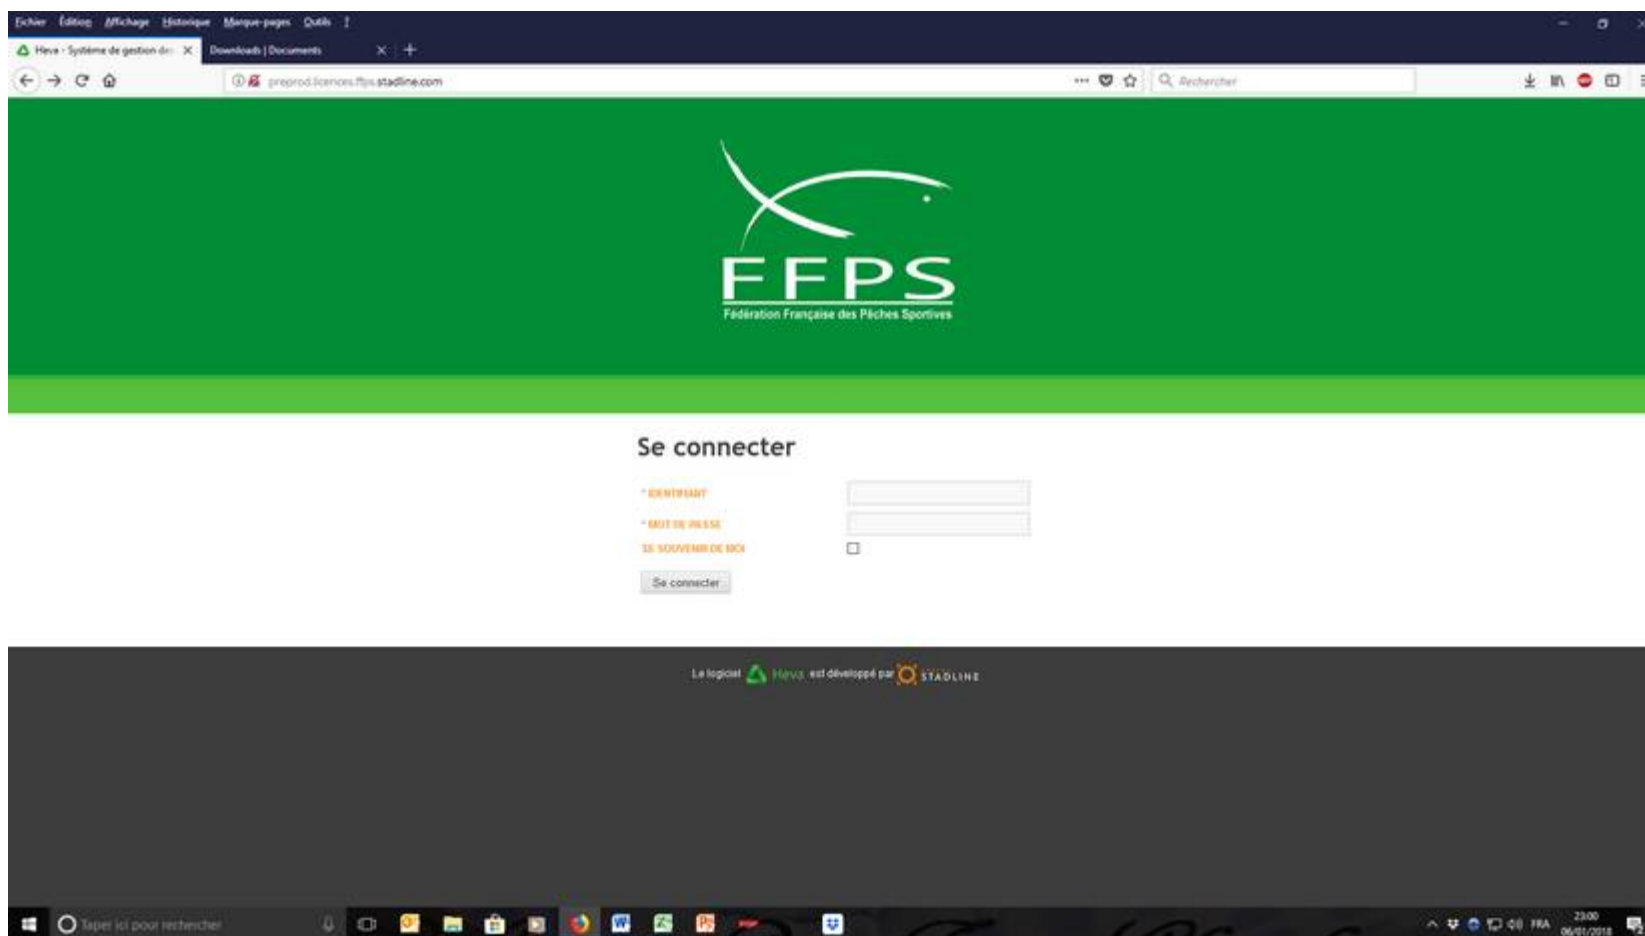 Fichier Édition Affichage Historique Marque-pages Outils ?
Heva - Système de gestion de
Downloads | Documents
preprod.licences.ffps.stadline.com
Rechercher
FFPS
Fédération Française des Pêches Sportives
Se connecter
* IDENTIFIANT
* MOT DE PASSE
SE SOUVENIR DE MOI
Se connecter
Le logiciel Heva est développé par STADLINE
Taper ici pour rechercher
FRA
23:00
06/01/2018